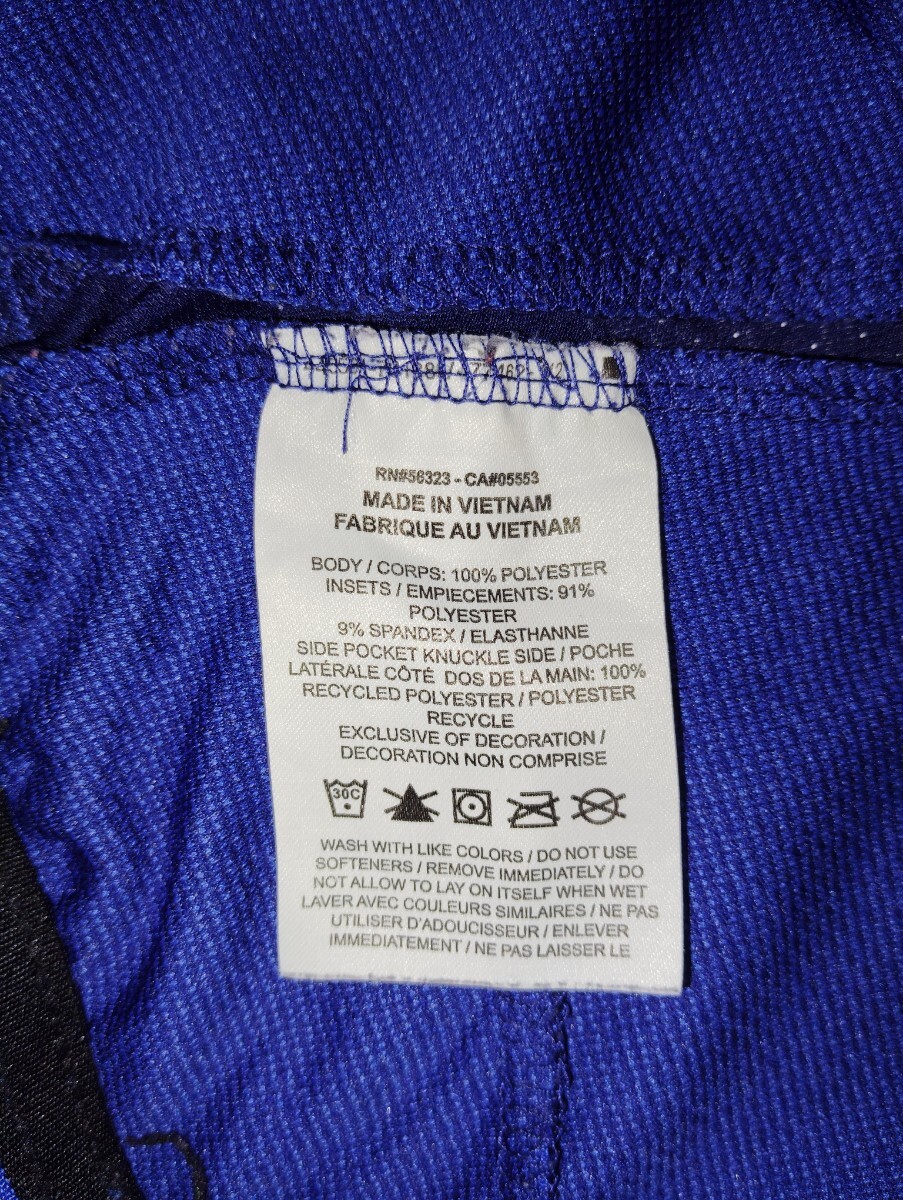 RN#56323 - CA#05553
MADE IN VIETNAM
FABRIQUE AU VIETNAM
BODY / CORPS: 100% POLYESTER
INSETS / EMPIECEMENTS: 91%
POLYESTER
9% SPANDEX / ELASTHANNE
SIDE POCKET KNUCKLE SIDE / POCHE
LATÉRALE CÔTÉ DOS DE LA MAIN: 100%
RECYCLED POLYESTER / POLYESTER
RECYCLE
EXCLUSIVE OF DECORATION /
DECORATION NON COMPRISE
30C
WASH WITH LIKE COLORS / DO NOT USE
SOFTENERS / REMOVE IMMEDIATELY / DO
NOT ALLOW TO LAY ON ITSELF WHEN WET
LAVER AVEC COULEURS SIMILAIRES / NE PAS
UTILISER D'ADOUCISSEUR / ENLEVER
IMMEDIATEMENT / NE PAS LAISSER LE